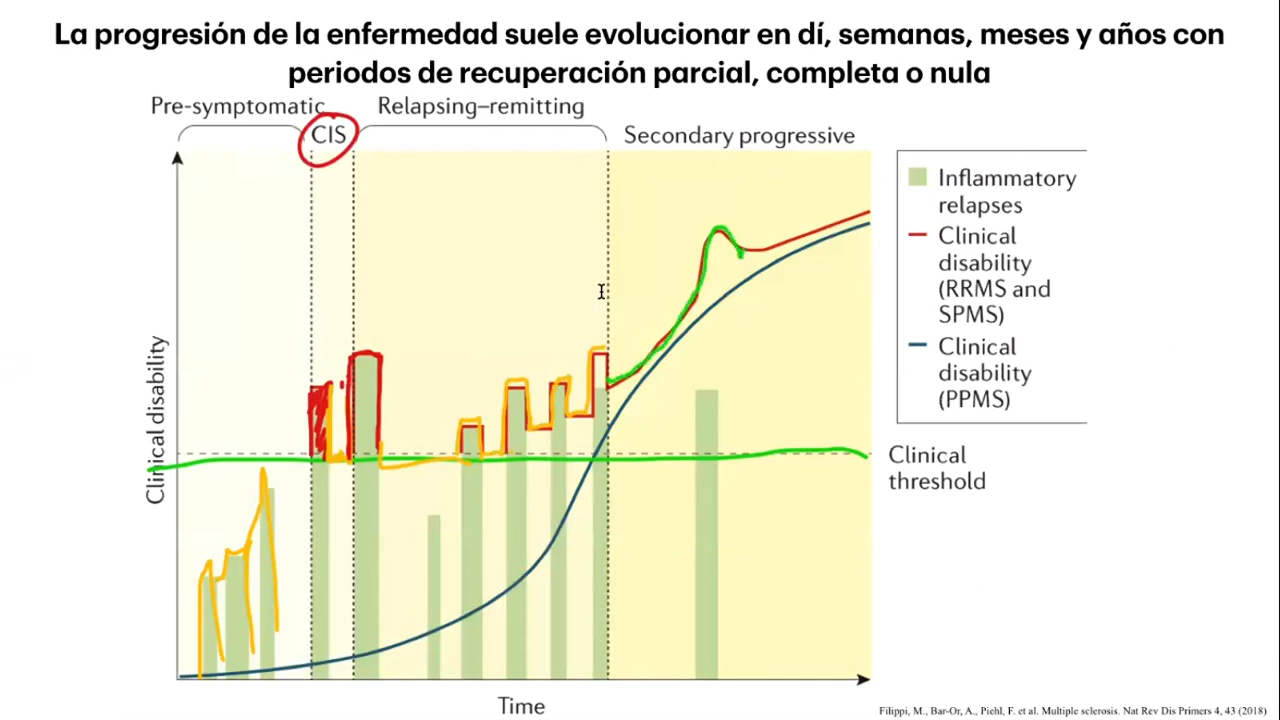 La progresión de la enfermedad suele evolucionar en dí, semanas, meses y años con
periodos de recuperación parcial, completa o nula
Pre-symptomatic
CIS
Relapsing–remitting
Secondary progressive
Inflammatory
relapses
Clinical
disability
(RRMS and
SPMS)
Clinical
disability
(PPMS)
Clinical disability
Clinical
threshold
Time
Filippi, M., Bar-Or, A., Piehl, F. et al. Multiple sclerosis. Nat Rev Dis Primers 4, 43 (2018)